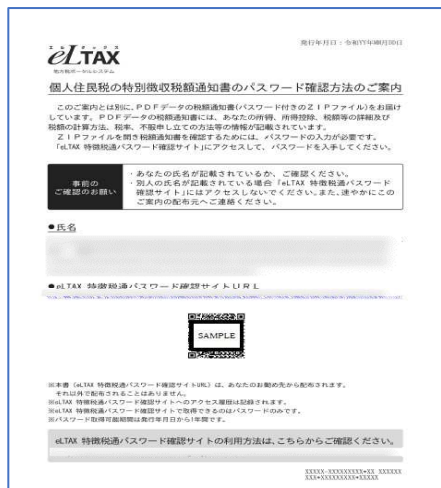 発行年月日：令和YY年MM月DD日
エルタックス
eLTAX
地方税ポータルシステム
個人住民税の特別徴収税額通知書のパスワード確認方法のご案内
このご案内とは別に、ＰＤＦデータの税額通知書(パスワード付きのＺＩＰファイル)をお届け
しています。ＰＤＦデータの税額通知書には、あなたの所得、所得控除、税額等の詳細及び
税額の計算方法、税率、不服申し立ての方法等の情報が記載されています。
ＺＩＰファイルを開き税額通知書を確認するためには、パスワードの入力が必要です。
「eLTAX 特徴税通パスワード確認サイト」にアクセスして、パスワードを入手してください。
事前の
ご確認のお願い
・あなたの氏名が記載されているか、ご確認ください。
・別人の氏名が記載されている場合「eLTAX 特徴税通パスワード
確認サイト」にはアクセスしないでください。また、速やかにこの
ご案内の配布元へご連絡ください。
●氏名
●eLTAX 特徴税通パスワード確認サイトＵＲＬ
SAMPLE
※本書（eLTAX 特徴税通パスワード確認サイトURL）は、あなたのお勤め先から配布されます。
それ以外で配布されることはありません。
※eLTAX 特徴税通パスワード確認サイトへのアクセス履歴は記録されます。
※eLTAX 特徴税通パスワード確認サイトで取得できるのはパスワードのみです。
※パスワード取得可能期間は発行年月日から1年間です。
eLTAX 特徴税通パスワード確認サイトの利用方法は、こちらからご確認ください。
XXXXX-XXXXXXXXX*XX XXXXXX
XXX*XXXXXXXXX*XXXXX